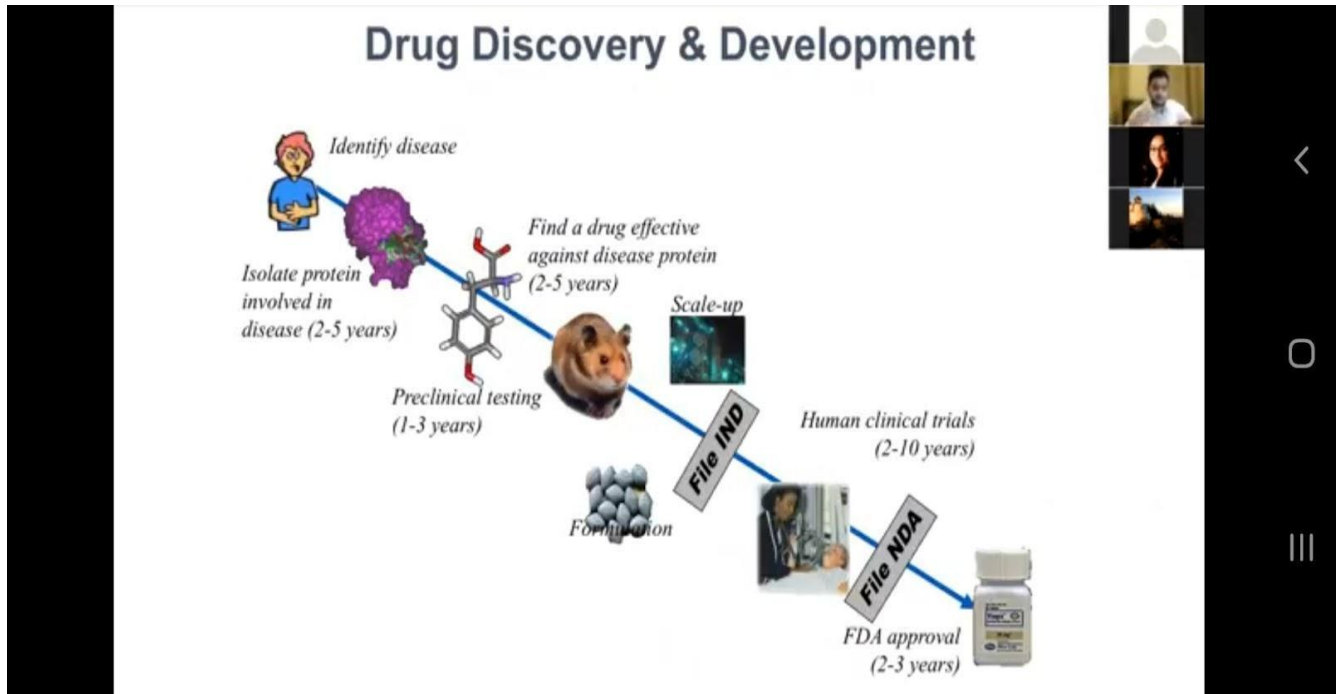 Drug Discovery & Development
Identify disease
Find a drug effective
against disease protein
(2-5 years)
Isolate protein
involved in
disease (2-5 years)
Scale-up
Preclinical testing
(1-3 years)
File IND
Human clinical trials
(2-10 years)
Formulation
File NDA
FDA approval
(2-3 years)